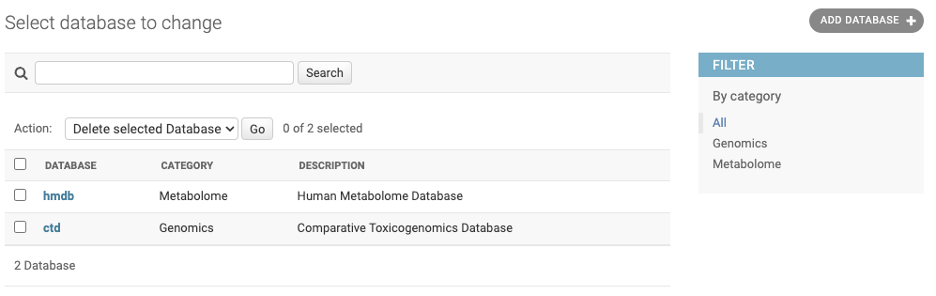 Select database to change
ADD DATABASE +
Search
Action: Delete selected Database Go 0 of 2 selected
DATABASE CATEGORY DESCRIPTION
hmdb Metabolome Human Metabolome Database
ctd Genomics Comparative Toxicogenomics Database
2 Database
FILTER
By category
All
Genomics
Metabolome